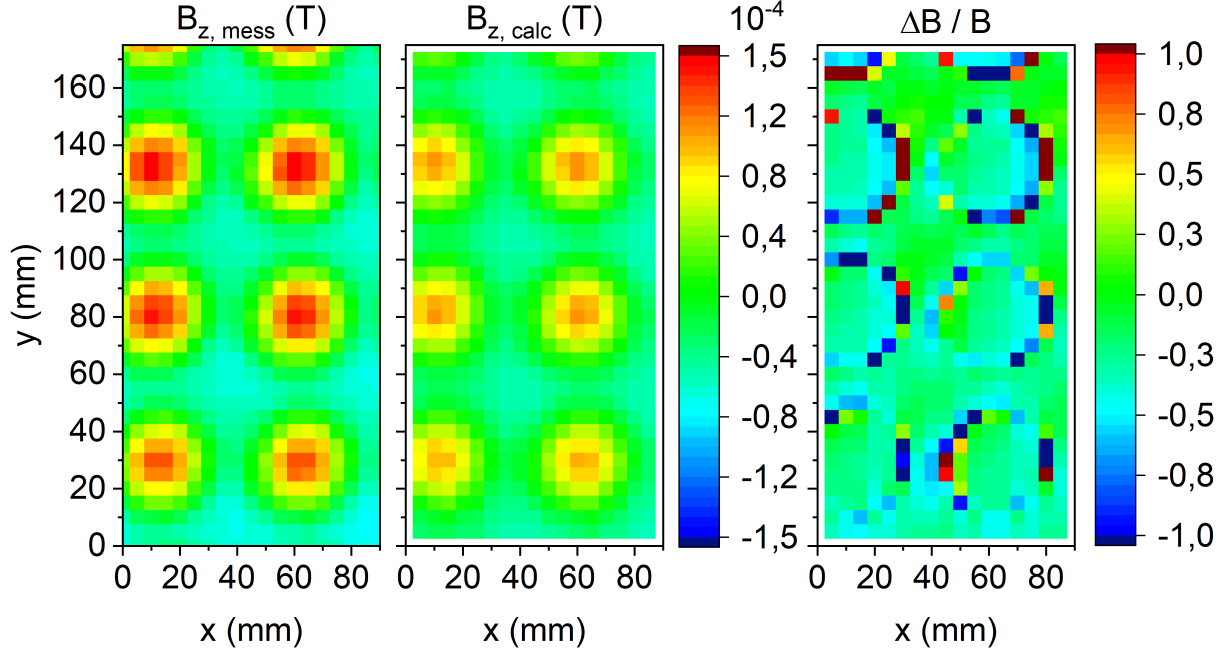 B_z, mess (T)
B_z, calc (T)
10^-4
ΔB / B
y (mm)
160
140
120
100
80
60
40
20
0
0 20 40 60 80
x (mm)
0 20 40 60 80
x (mm)
1,5
1,2
0,8
0,4
0,0
-0,4
-0,8
-1,2
-1,5
0 20 40 60 80
x (mm)
1,0
0,8
0,5
0,3
0,0
-0,3
-0,5
-0,8
-1,0